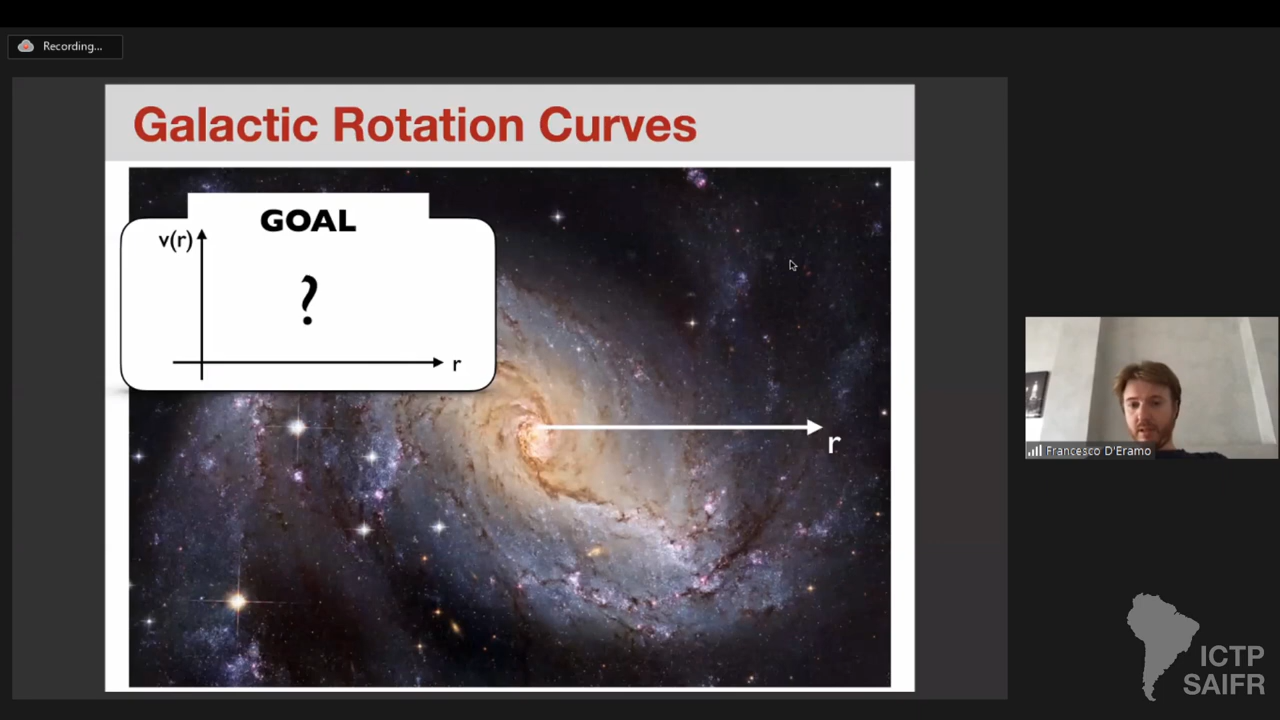 Recording...
Galactic Rotation Curves
GOAL
v(r)
?
r
r
Francesco D'Eramo
ICTP
SAIFR